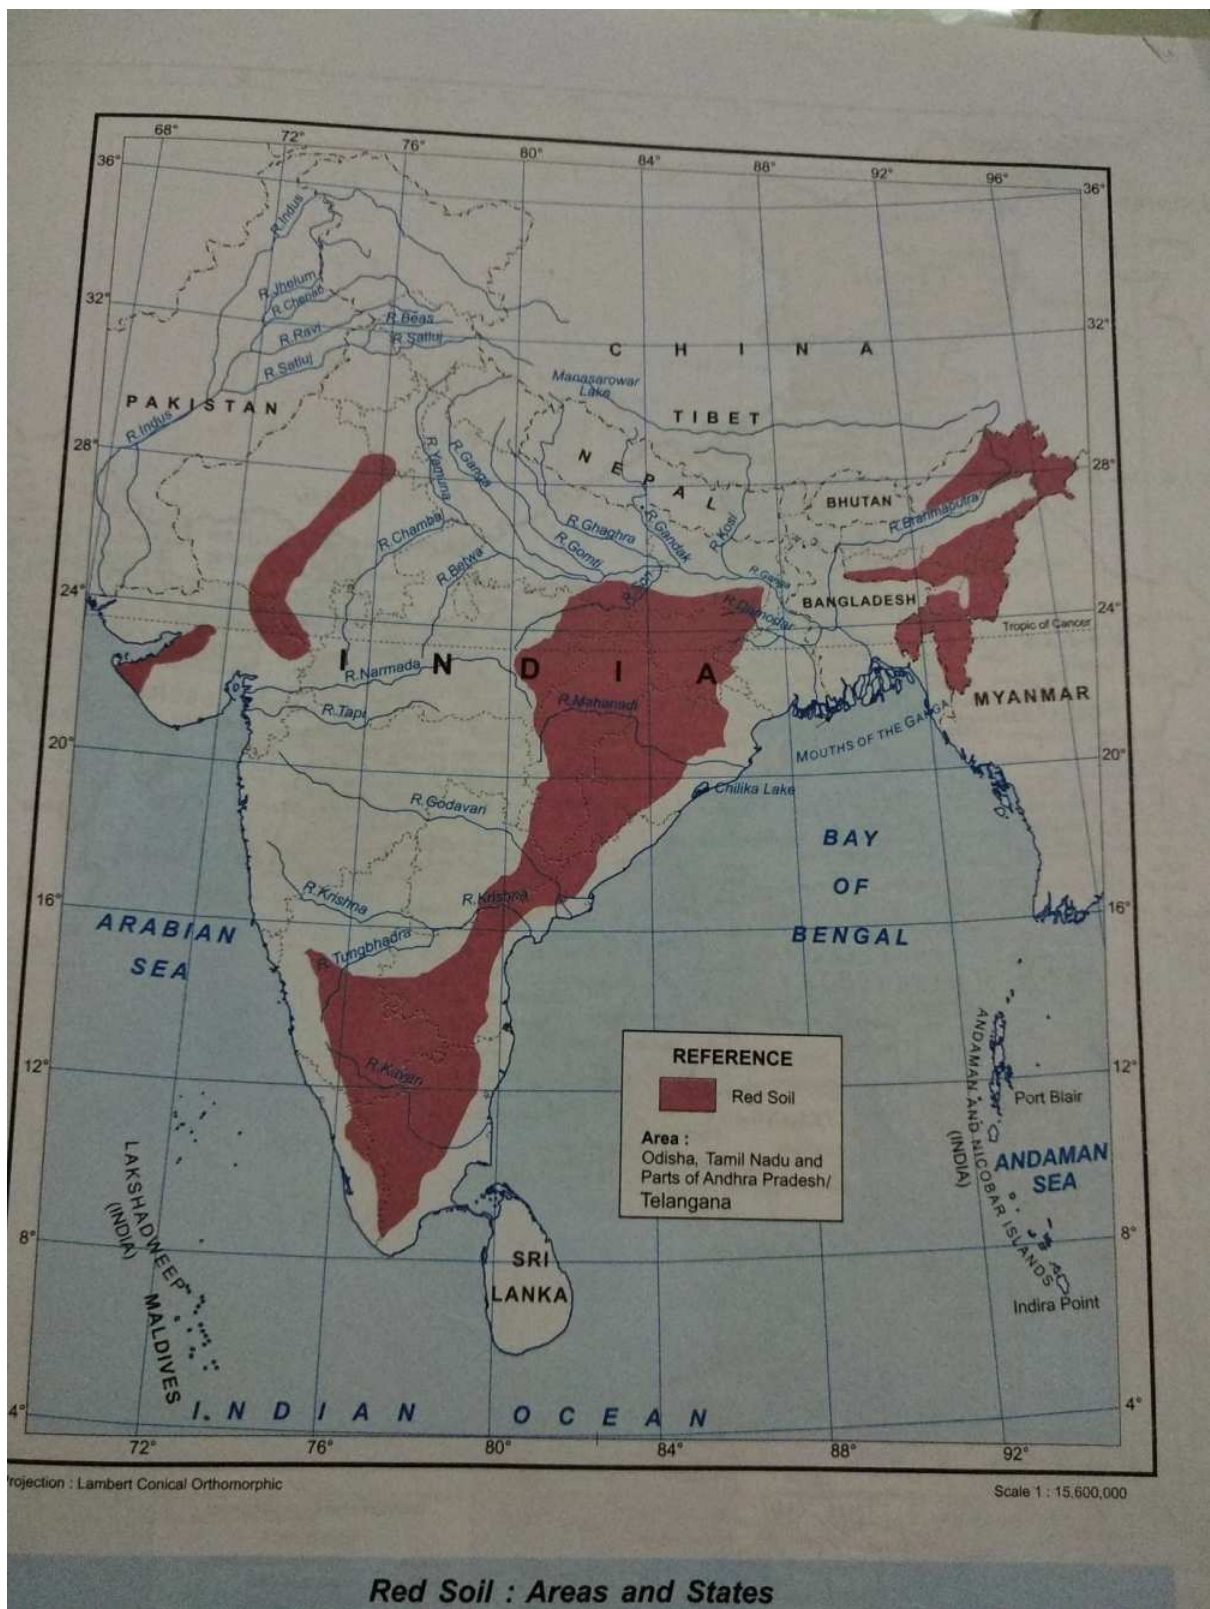 68°
72°
76°
80°
84°
88°
92°
96°
36°
36°
R.Indus
32°
32°
R.Jhelum
R.Chenab
R.Ravi
R.Beas
R.Satluj
R.Satluj
C H I N A
Manasarowar
Lake
PAKISTAN
TIBET
R.Indus
28°
28°
R.Yamuna
R.Ganga
NEPAL
BHUTAN
R.Brahmaputra
R.Chamba
R.Ghaghra
R.Gandak
R.Kosi
R.Betwa
R.Gomti
R.Son
R.Ganga
24°
24°
R.Damodar
BANGLADESH
Tropic of Cancer
I N D I A
R.Narmada
MYANMAR
R.Tapi
R.Mahanadi
MOUTHS OF THE GANGA
20°
20°
R.Godavari
Chilika Lake
BAY
OF
BENGAL
R.Krishna
R.Krishna
16°
16°
ARABIAN
SEA
R. Tungbhadra
REFERENCE
Red Soil
Area :
Odisha, Tamil Nadu and
Parts of Andhra Pradesh/
Telangana
12°
12°
R.Kaveri
ANDAMAN AND NICOBAR ISLANDS
(INDIA)
Port Blair
ANDAMAN
SEA
LAKSHADWEEP
(INDIA)
8°
8°
SRI
LANKA
Indira Point
MALDIVES
I. N D I A N O C E A N
4°
4°
72°
76°
80°
84°
88°
92°
rojection : Lambert Conical Orthomorphic
Scale 1 : 15,600,000
Red Soil : Areas and States